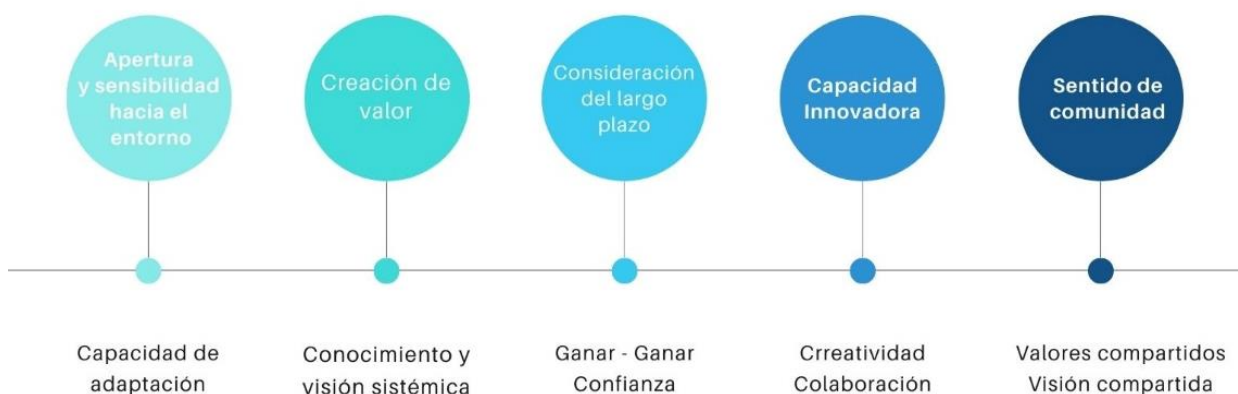 Apertura
y sensibilidad
hacia el
entorno
Creación de
valor
Consideración
del largo
plazo
Capacidad
Innovadora
Sentido de
comunidad
Capacidad de
adaptación
Conocimiento y
visión sistémica
Ganar - Ganar
Confianza
Crreatividad
Colaboración
Valores compartidos
Visión compartida